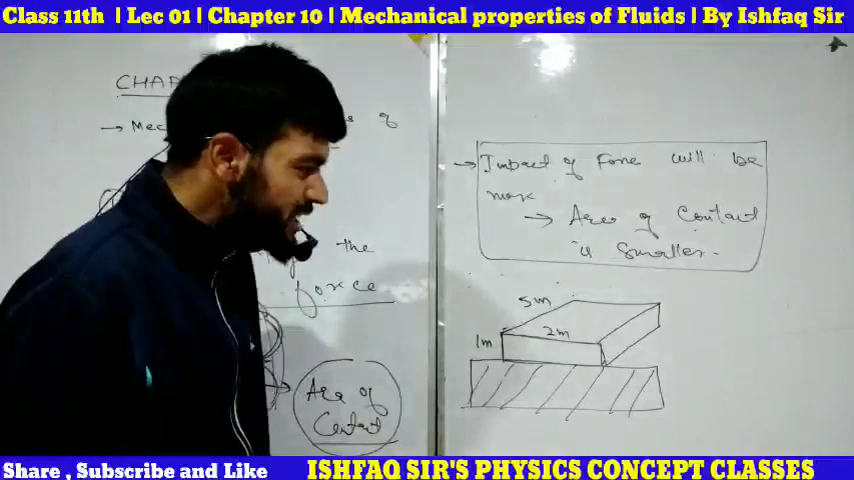 Class 11th | Lec 01 | Chapter 10 | Mechanical properties of Fluids | By Ishfaq Sir
CHAP
→ Mec
s of
the
force
Area of
Contact
→ Impact of Force will be
more
→ Area of Contact
is smaller.
5m
2m
1m
Share , Subscribe and Like
ISHFAQ SIR'S PHYSICS CONCEPT CLASSES